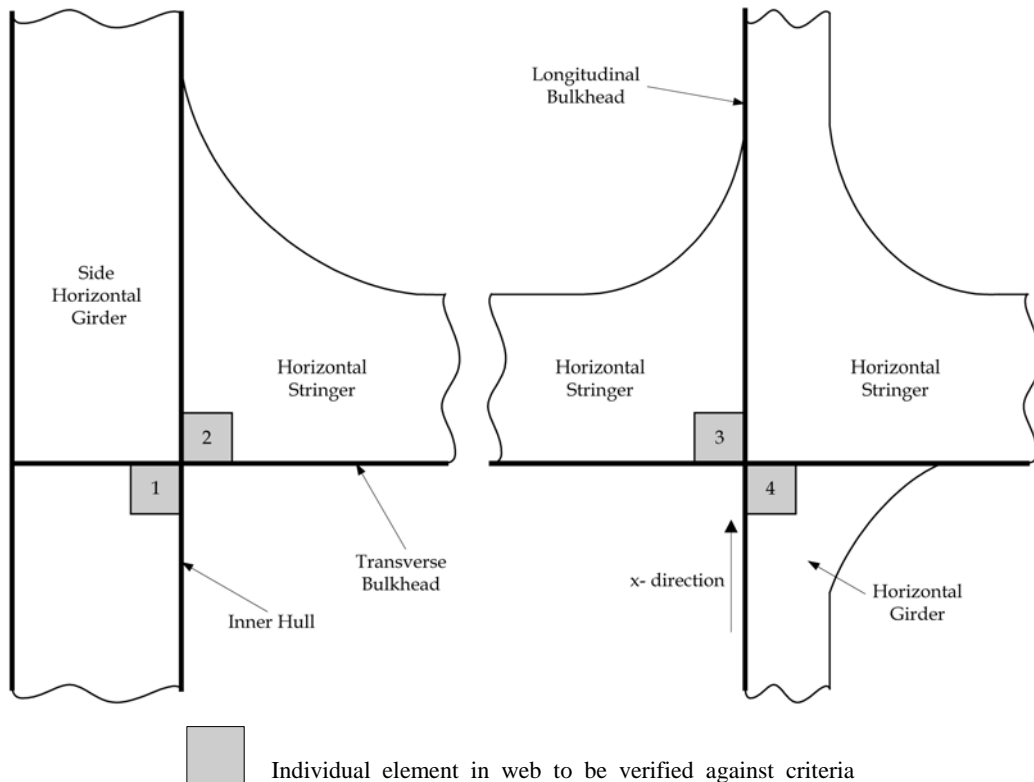 Longitudinal
Bulkhead
Side
Horizontal
Girder
Horizontal
Stringer
Horizontal
Stringer
Horizontal
Stringer
2
3
1
4
Transverse
Bulkhead
x- direction
Inner Hull
Horizontal
Girder
Individual element in web to be verified against criteria